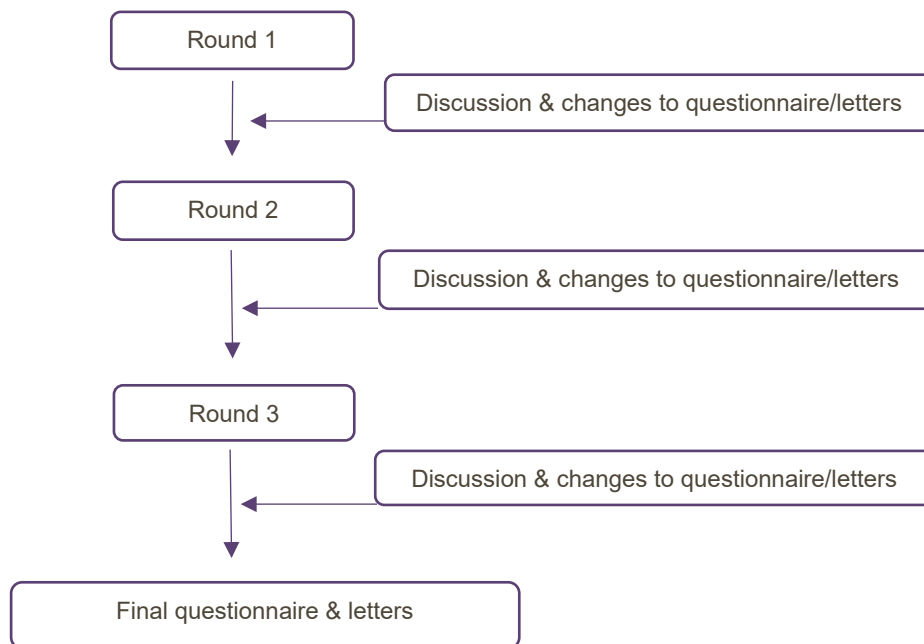 Round 1
Discussion & changes to questionnaire/letters
Round 2
Discussion & changes to questionnaire/letters
Round 3
Discussion & changes to questionnaire/letters
Final questionnaire & letters